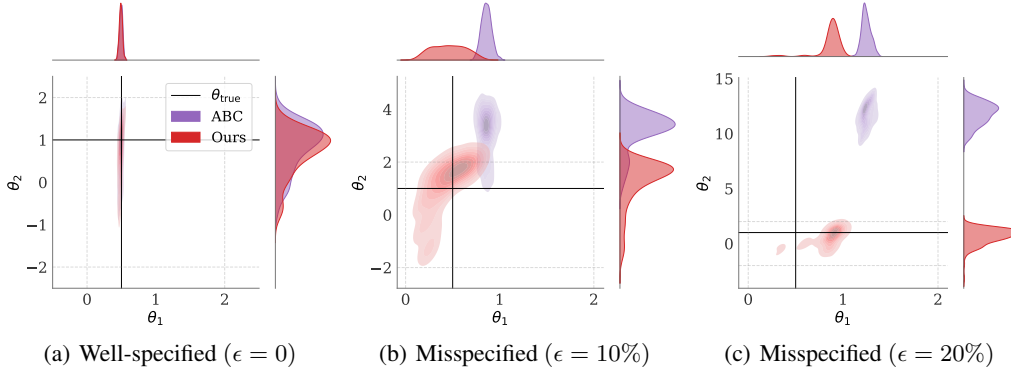 θ_true
ABC
Ours
2
1
0
−1
−2
θ₂
0
1
2
θ₁
4
2
0
−2
θ₂
0
1
2
θ₁
15
10
5
0
θ₂
0
1
2
θ₁
(a) Well-specified (ϵ = 0)
(b) Misspecified (ϵ = 10%)
(c) Misspecified (ϵ = 20%)